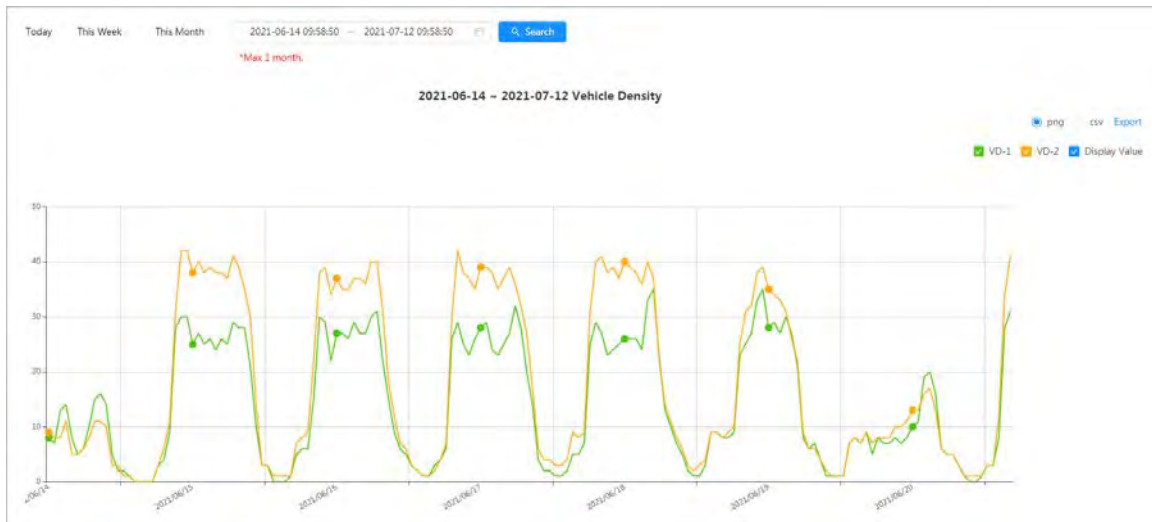 Today This Week This Month 2021-06-14 09:58:50 — 2021-07-12 09:58:50 Search
*Max 1 month.
2021-06-14 ~ 2021-07-12 Vehicle Density
png csv Export
VD-1 VD-2 Display Value
50
40
30
20
10
0
/06/14 2021/06/15 2021/06/16 2021/06/17 2021/06/18 2021/06/19 2021/06/20